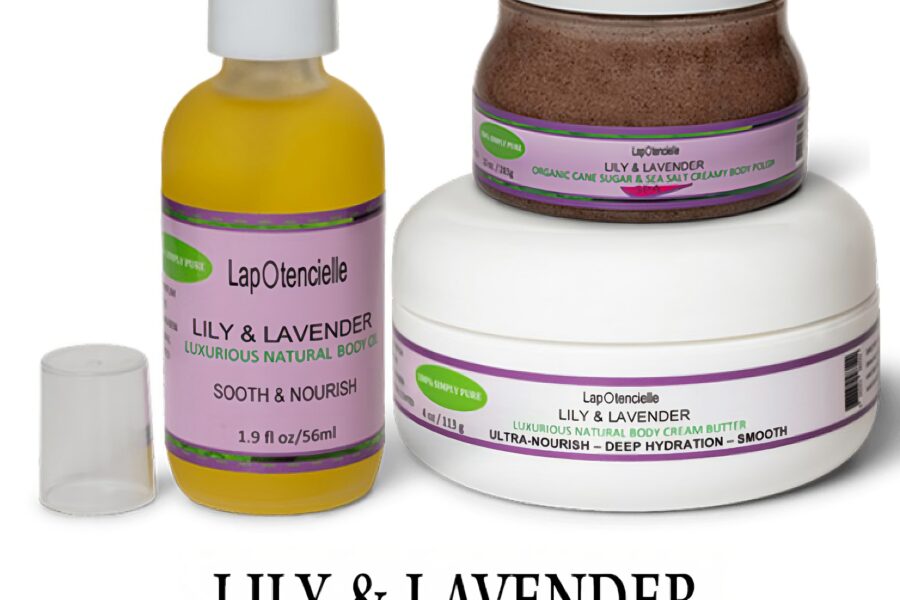 SIMPLY PURE
LapOtencielle
LILY & LAVENDER
LUXURIOUS NATURAL BODY OIL
SOOTH & NOURISH
1.9 fl oz/56ml
100% SIMPLY PURE
LapOtencielle
LILY & LAVENDER
ORGANIC CANE SUGAR & SEA SALT CREAMY BODY POLISH
100% SIMPLY PURE
4 oz / 113 g
LapOtencielle
LILY & LAVENDER
LUXURIOUS NATURAL BODY CREAM BUTTER
ULTRA-NOURISH – DEEP HYDRATION – SMOOTH
LILY & LAVENDER